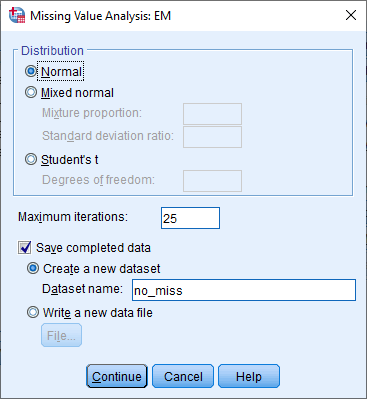 Missing Value Analysis: EM
Distribution
Normal
Mixed normal
Mixture proportion:
Standard deviation ratio:
Student's t
Degrees of freedom:
Maximum iterations: 25
Save completed data
Create a new dataset
Dataset name: no_miss
Write a new data file
File...
Continue Cancel Help